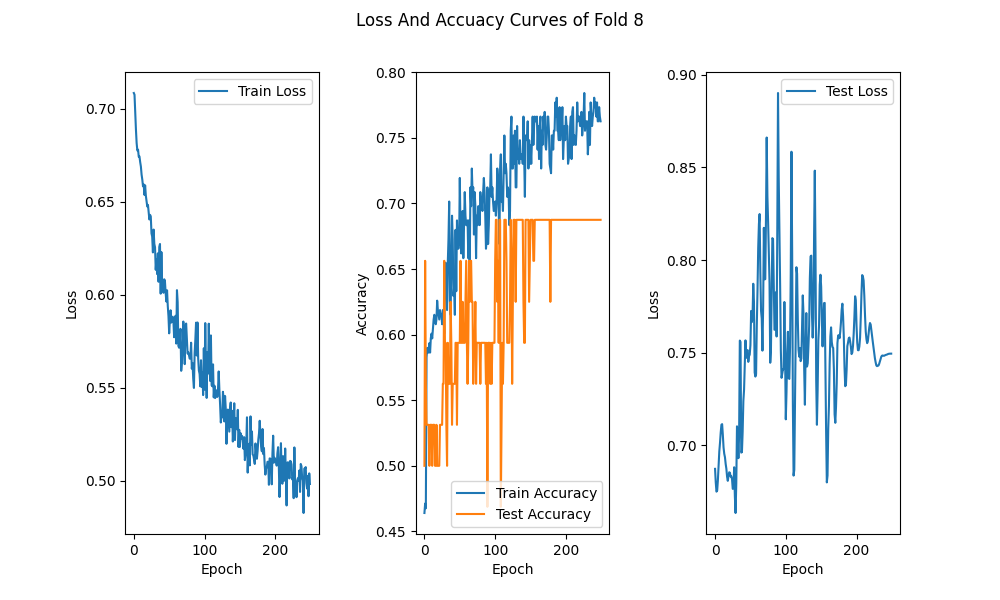 Loss And Accuacy Curves of Fold 8
Train Loss
0.70
0.65
0.60
0.55
0.50
Loss
0
100
200
Epoch
0.80
0.75
0.70
0.65
0.60
0.55
0.50
0.45
Accuracy
Train Accuracy
Test Accuracy
0
100
200
Epoch
Test Loss
0.90
0.85
0.80
0.75
0.70
Loss
0
100
200
Epoch